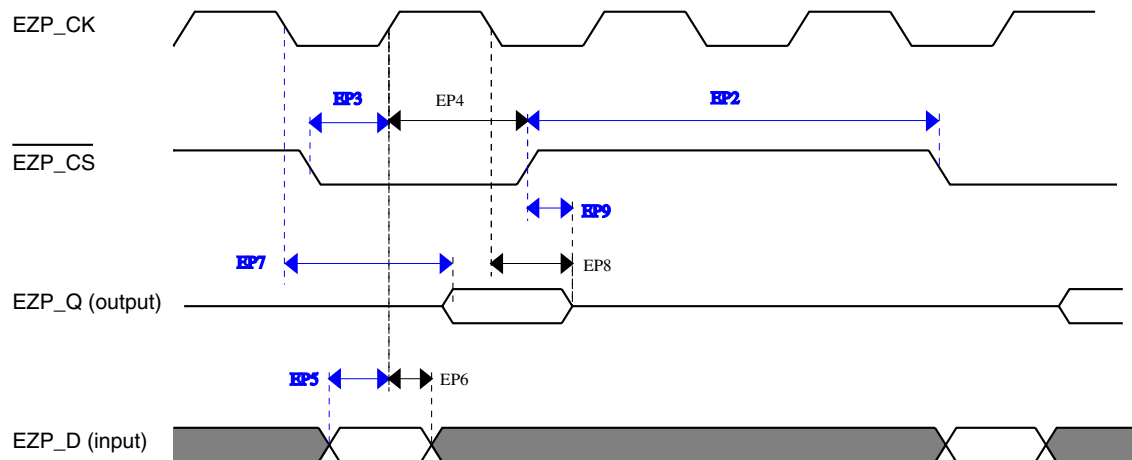 EZP_CK
EP3
EP4
EP2
EZP_CS
EP9
EP7
EP8
EZP_Q (output)
EP5
EP6
EZP_D (input)